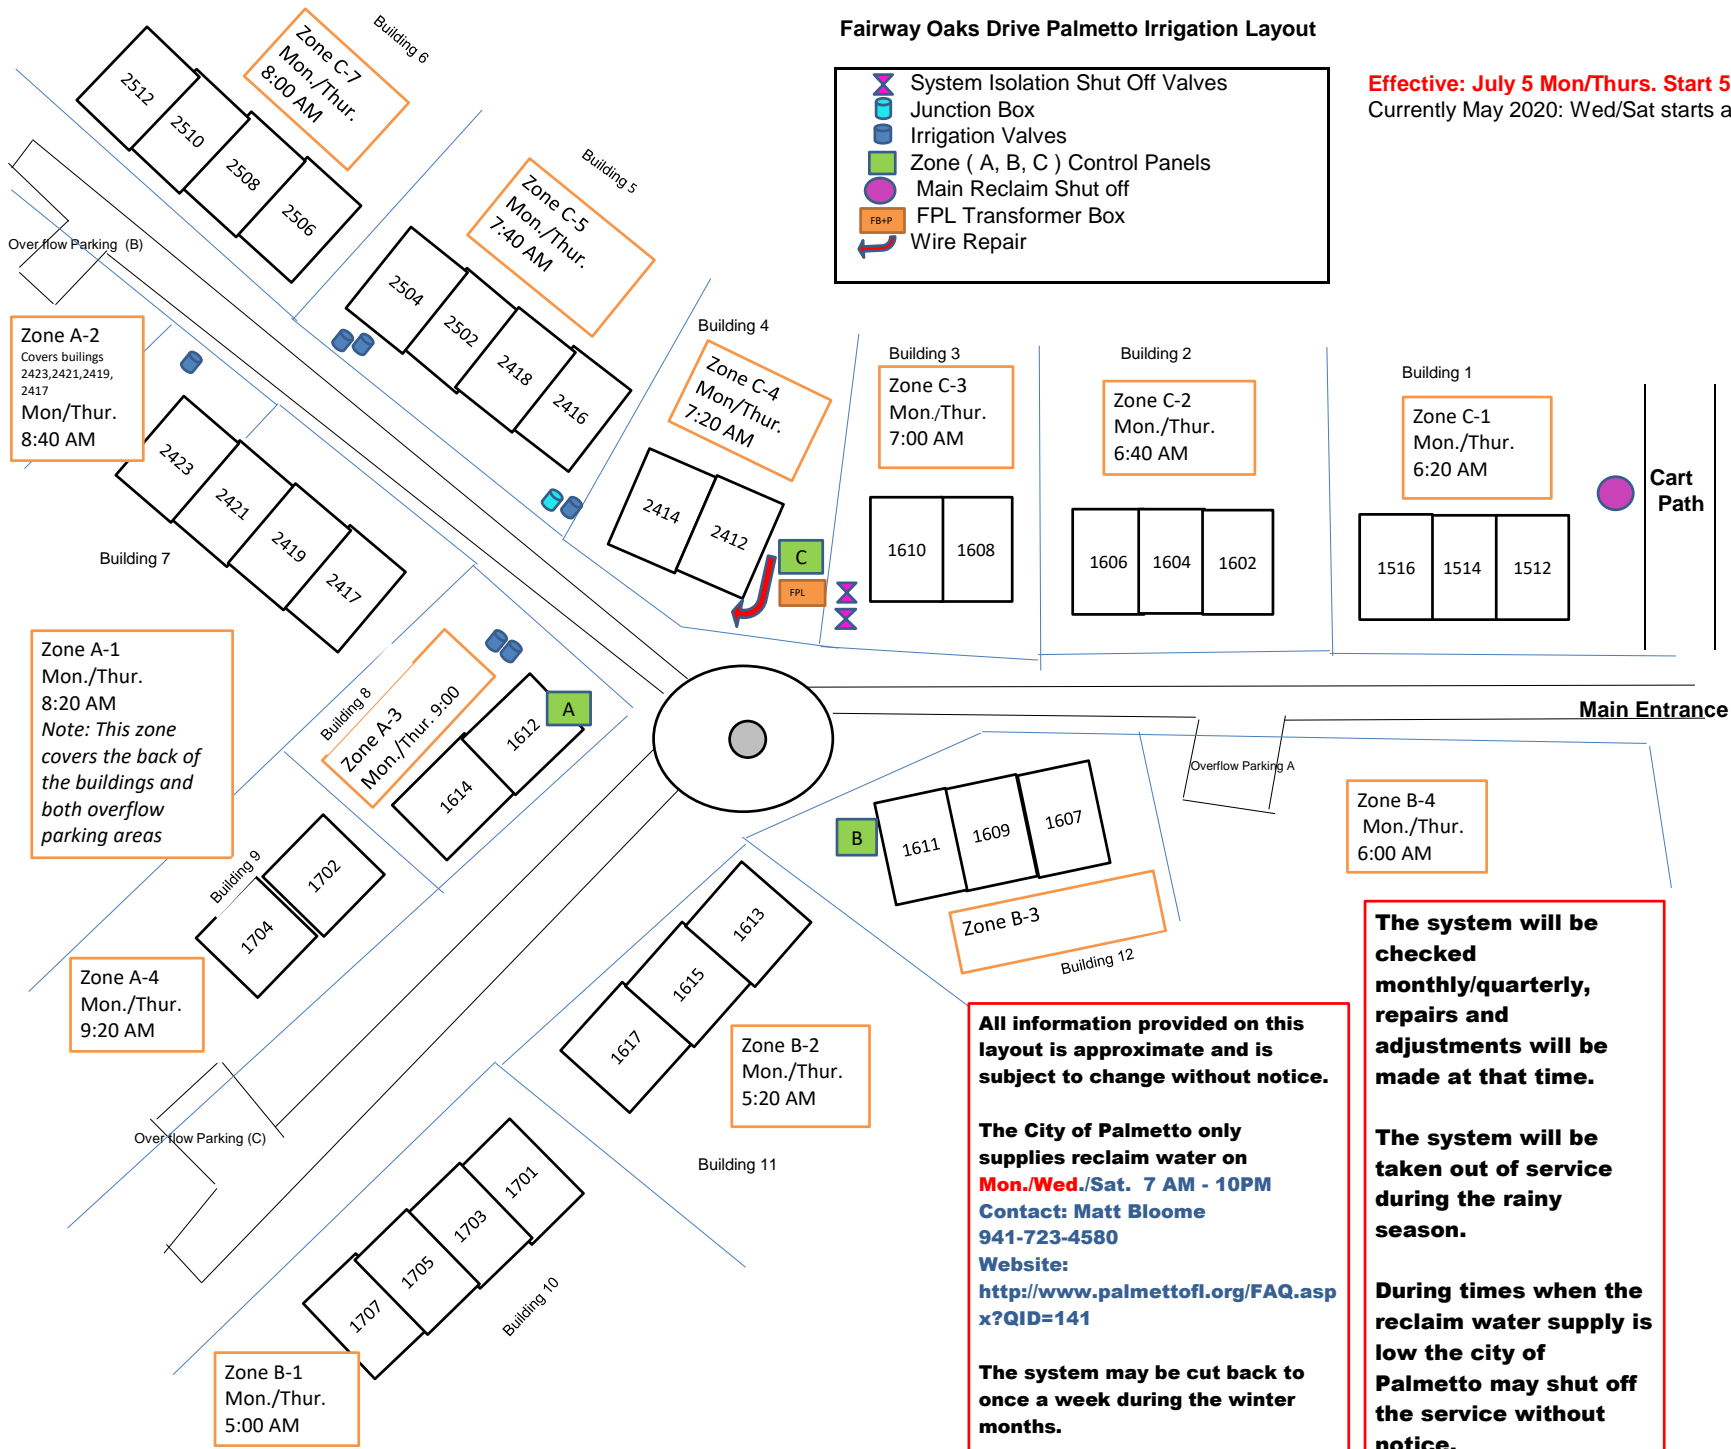 Fairway Oaks Drive Palmetto Irrigation Layout
System Isolation Shut Off Valves
Junction Box
Irrigation Valves
Zone ( A, B, C ) Control Panels
Main Reclaim Shut off
FB+P
FPL Transformer Box
Wire Repair
Effective: July 5 Mon/Thurs. Start 5
Currently May 2020: Wed/Sat starts a
Building 6
Zone C-7
Mon./Thur.
8:00 AM
2512
2510
2508
2506
Building 5
Zone C-5
Mon./Thur.
7:40 AM
2504
2502
2418
2416
Building 4
Zone C-4
Mon/Thur.
7:20 AM
2414
2412
C
FPL
Building 3
Zone C-3
Mon./Thur.
7:00 AM
1610
1608
Building 2
Zone C-2
Mon./Thur.
6:40 AM
1606
1604
1602
Building 1
Zone C-1
Mon./Thur.
6:20 AM
1516
1514
1512
Cart
Path
Over flow Parking (B)
Zone A-2
Covers builings
2423,2421,2419,
2417
Mon/Thur.
8:40 AM
2423
2421
2419
2417
Building 7
Zone A-1
Mon./Thur.
8:20 AM
Note: This zone
covers the back of
the buildings and
both overflow
parking areas
Building 8
Zone A-3
Mon./Thur. 9:00
A
1612
1614
Building 9
1702
1704
Zone A-4
Mon./Thur.
9:20 AM
Over flow Parking (C)
Main Entrance
Overflow Parking A
Zone B-4
Mon./Thur.
6:00 AM
B
1611
1609
1607
Zone B-3
Building 12
1613
1615
1617
Zone B-2
Mon./Thur.
5:20 AM
Building 11
1701
1703
1705
1707
Building 10
Zone B-1
Mon./Thur.
5:00 AM
All information provided on this
layout is approximate and is
subject to change without notice.
The City of Palmetto only
supplies reclaim water on
Mon./Wed./Sat. 7 AM - 10PM
Contact: Matt Bloome
941-723-4580
Website:
http://www.palmettofl.org/FAQ.asp
x?QID=141
The system may be cut back to
once a week during the winter
months.
The system will be
checked
monthly/quarterly,
repairs and
adjustments will be
made at that time.
The system will be
taken out of service
during the rainy
season.
During times when the
reclaim water supply is
low the city of
Palmetto may shut off
the service without
notice.